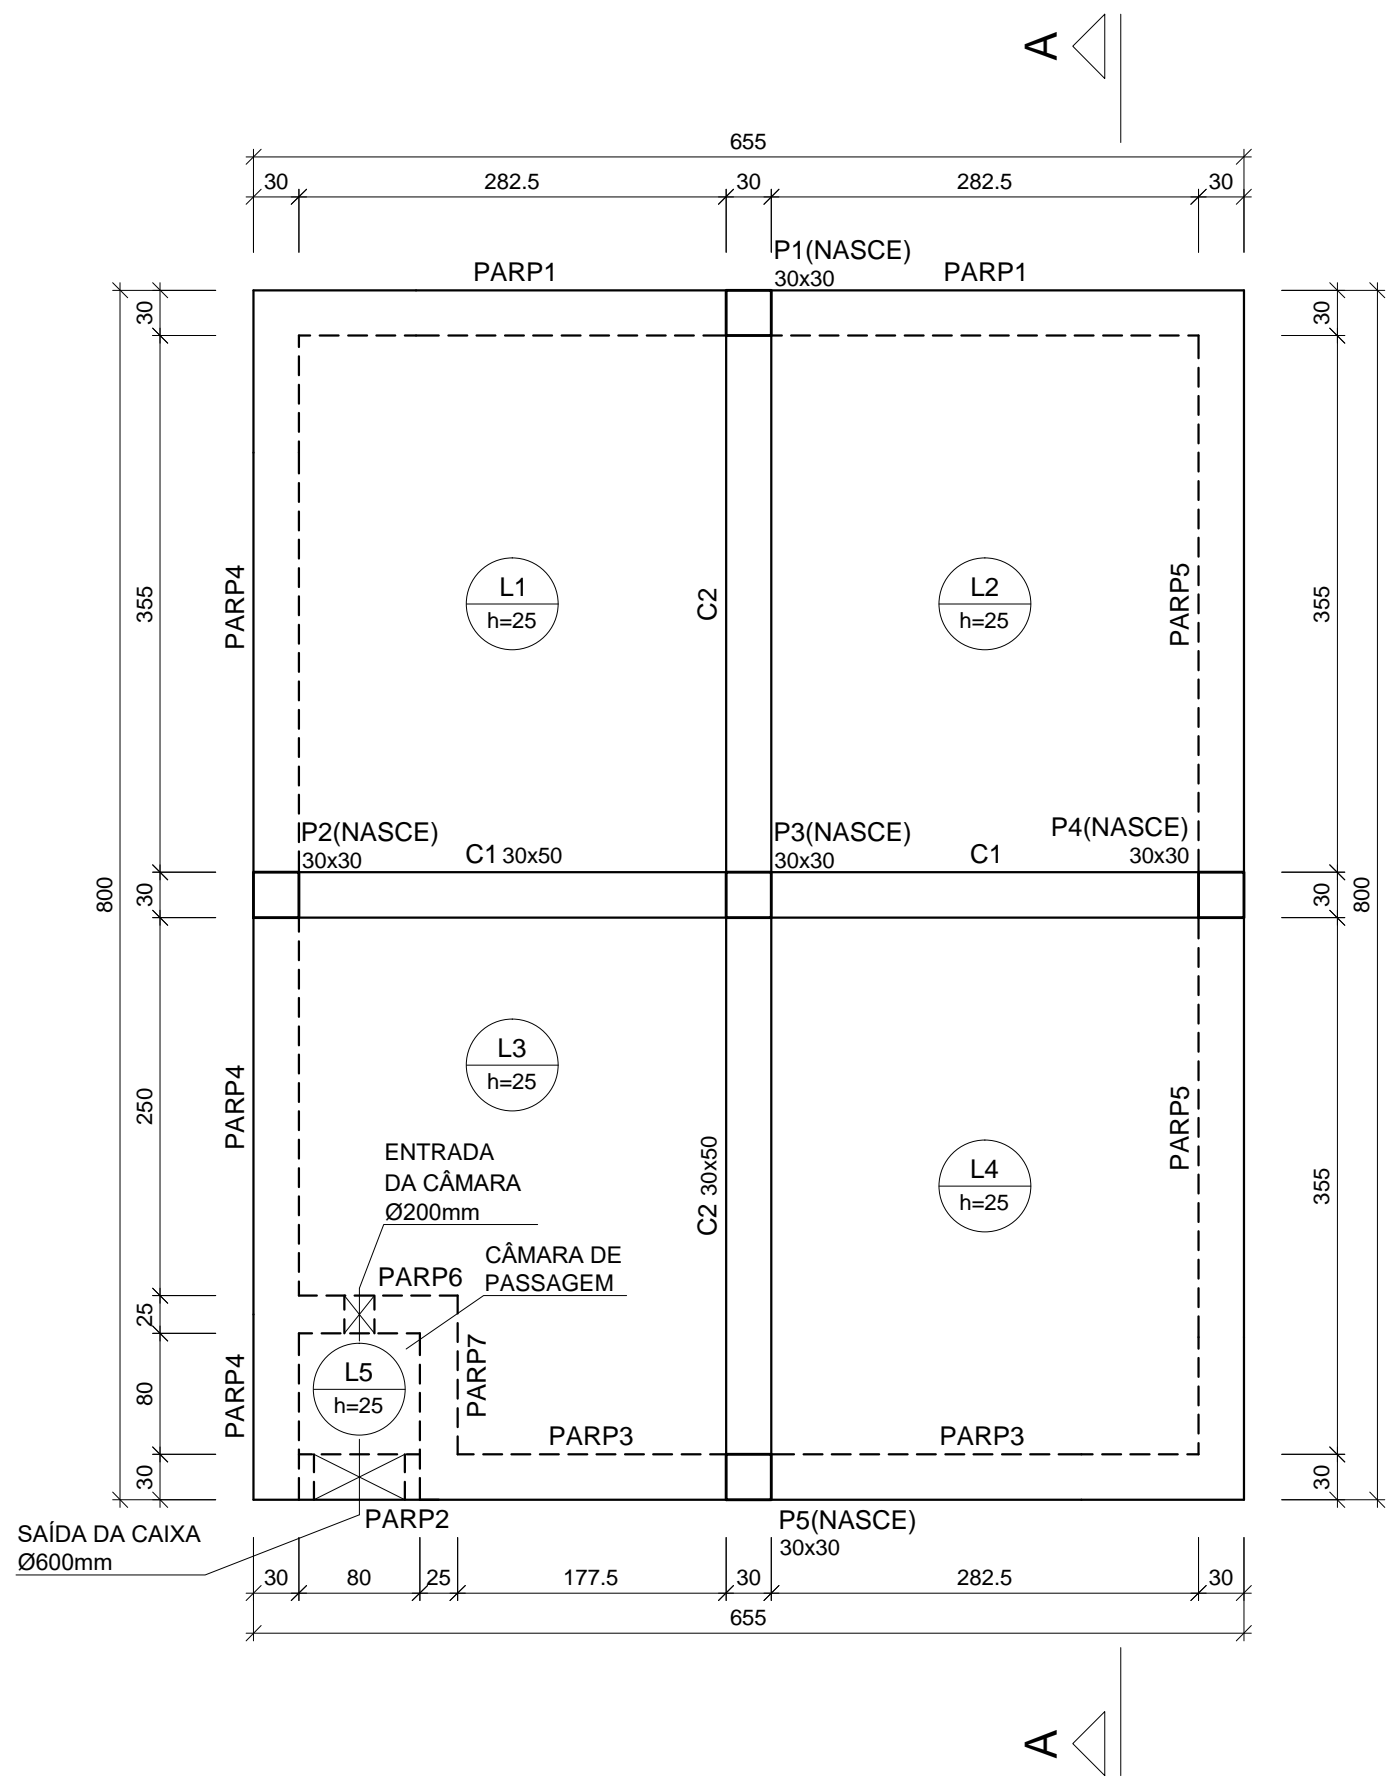 A
655
30 282.5 30 282.5 30
P1(NASCE)
30x30
PARP1 PARP1
30 30
355 355
800 800
PARP4
L1
h=25
C2
L2
h=25
PARP5
P2(NASCE)
30x30
C1 30x50
P3(NASCE)
30x30
C1
P4(NASCE)
30x30
30 30
L3
h=25
250
PARP4
PARP5
355
ENTRADA
DA CÂMARA
Ø200mm
C2 30x50
L4
h=25
CÂMARA DE
PASSAGEM
PARP6
25
PARP7
L5
h=25
80
PARP4
PARP3 PARP3
30 30
PARP2
SAÍDA DA CAIXA
Ø600mm
P5(NASCE)
30x30
30 80 25 177.5 30 282.5 30
655
A